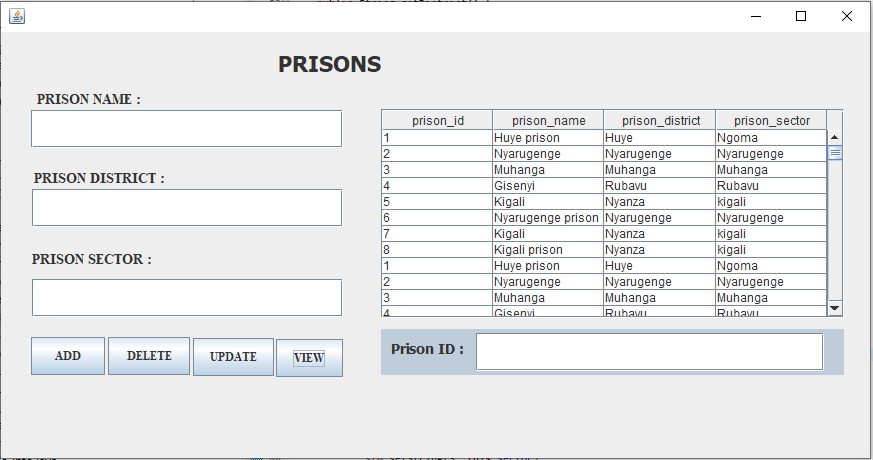 PRISONS
PRISON NAME :
PRISON DISTRICT :
PRISON SECTOR :
ADD DELETE UPDATE VIEW
prison_id prison_name prison_district prison_sector
1 Huye prison Huye Ngoma
2 Nyarugenge Nyarugenge Nyarugenge
3 Muhanga Muhanga Muhanga
4 Gisenyi Rubavu Rubavu
5 Kigali Nyanza kigali
6 Nyarugenge prison Nyarugenge Nyarugenge
7 Kigali Nyanza kigali
8 Kigali prison Nyanza kigali
1 Huye prison Huye Ngoma
2 Nyarugenge Nyarugenge Nyarugenge
3 Muhanga Muhanga Muhanga
4 Gisenyi Rubavu Rubavu
Prison ID :